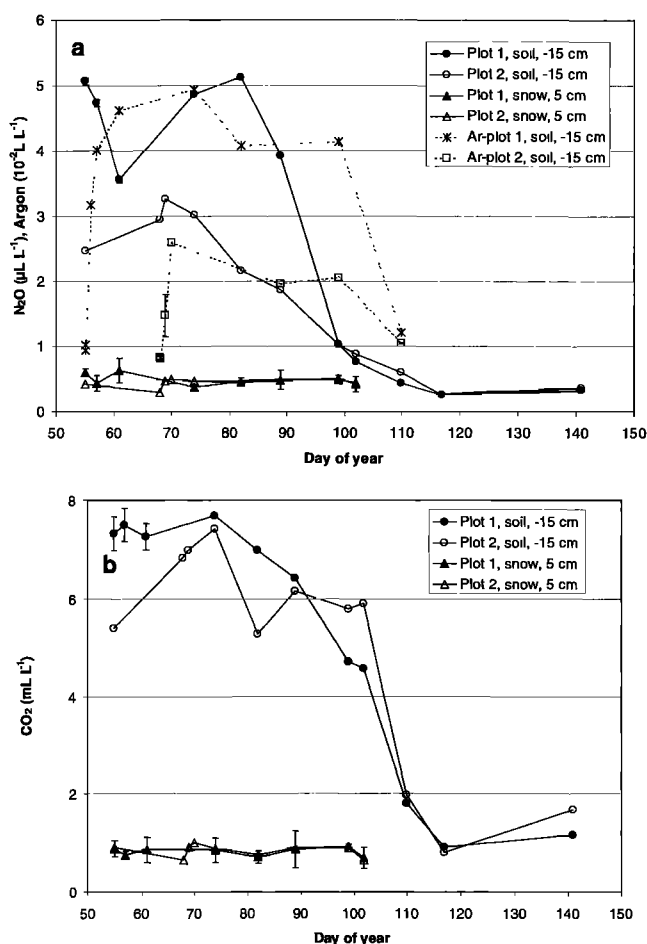 a
Plot 1, soil, -15 cm
Plot 2, soil, -15 cm
Plot 1, snow, 5 cm
Plot 2, snow, 5 cm
Ar-plot 1, soil, -15 cm
Ar-plot 2, soil, -15 cm
N₂O (µL L⁻¹), Argon (10⁻²L L⁻¹)
6
5
4
3
2
1
0
50 60 70 80 90 100 110 120 130 140 150
Day of year
b
Plot 1, soil, -15 cm
Plot 2, soil, -15 cm
Plot 1, snow, 5 cm
Plot 2, snow, 5 cm
CO₂ (mL L⁻¹)
8
6
4
2
0
50 60 70 80 90 100 110 120 130 140 150
Day of year